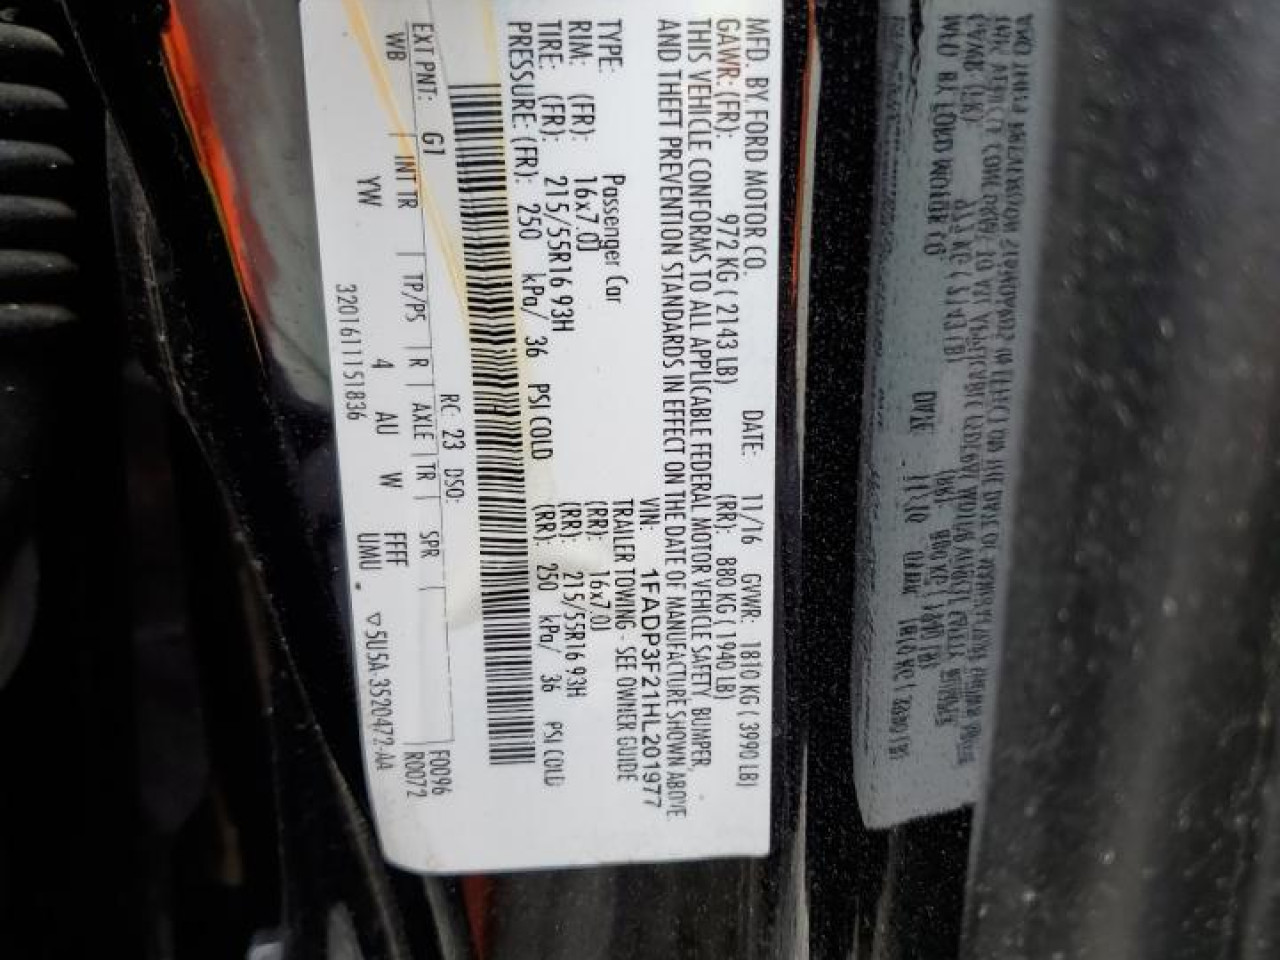 MFD. BY FORD MOTOR CO. DATE: 11/16 GVWR: 1810 KG ( 3990 LB)
GAWR: (FR): 972 KG ( 2143 LB) (RR): 880 KG ( 1940 LB)
THIS VEHICLE CONFORMS TO ALL APPLICABLE FEDERAL MOTOR VEHICLE SAFETY, BUMPER,
AND THEFT PREVENTION STANDARDS IN EFFECT ON THE DATE OF MANUFACTURE SHOWN ABOVE.
VIN: 1FADP3F21HL201977
TYPE: Passenger Car TRAILER TOWING - SEE OWNER GUIDE
RIM: (FR): 16x7.0J (RR): 16x7.0J
TIRE: (FR): 215/55R16 93H (RR): 215/55R16 93H
PRESSURE: (FR): 250 kPa/ 36 PSI COLD (RR): 250 kPa/ 36 PSI COLD
RC: 23 DSO:
EXT PNT: G1 F0096
INT TR TP/PS R AXLE TR SPR R0072
WB YW 4 AU W FFFF
UMU
3201611151836 5U5A-3520472-AA